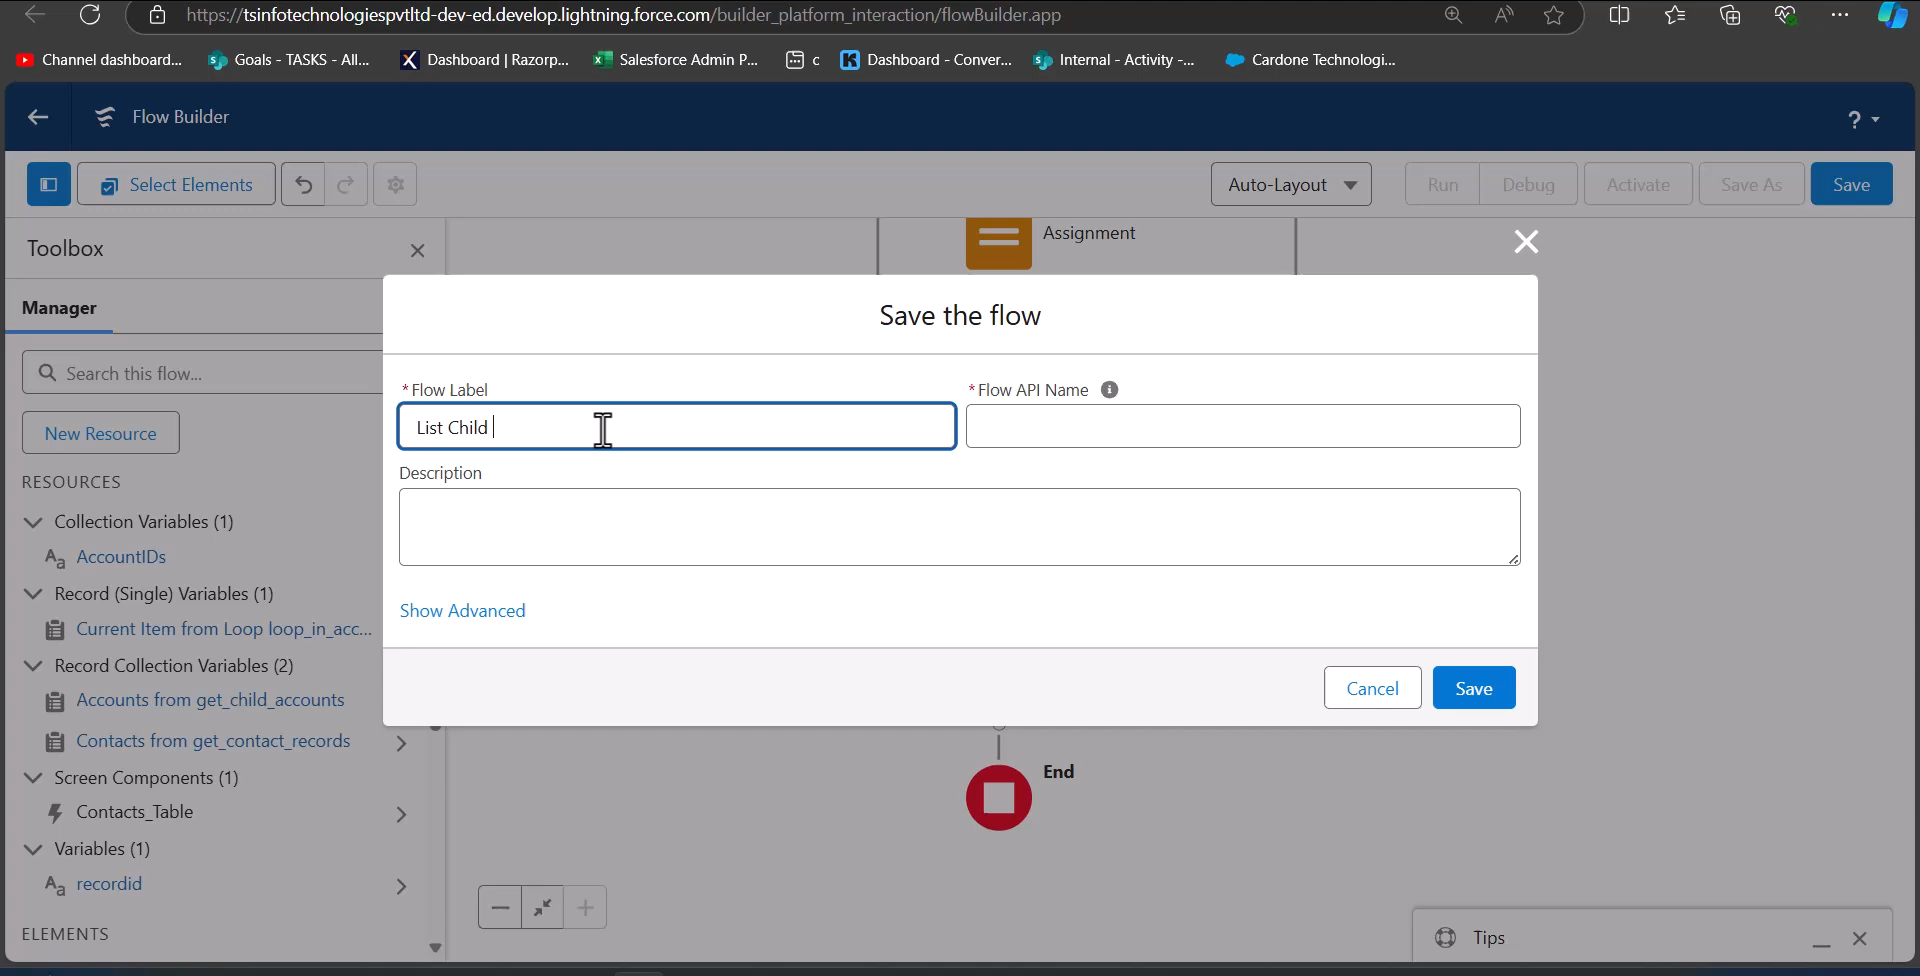 https://tsinfotechnologiespvtltd-dev-ed.develop.lightning.force.com/builder_platform_interaction/flowBuilder.app
Channel dashboard... Goals - TASKS - All... Dashboard | Razorp... Salesforce Admin P... c Dashboard - Conver... Internal - Activity -... Cardone Technologi...
Flow Builder ?
Select Elements Auto-Layout Run Debug Activate Save As Save
Toolbox
Assignment
Manager
Save the flow
Search this flow...
*Flow Label *Flow API Name
List Child
New Resource
Description
RESOURCES
Collection Variables (1)
AccountIDs
Record (Single) Variables (1)
Show Advanced
Current Item from Loop loop_in_acc...
Record Collection Variables (2)
Accounts from get_child_accounts
Cancel Save
Contacts from get_contact_records
Screen Components (1)
End
Contacts_Table
Variables (1)
recordid
ELEMENTS
Tips